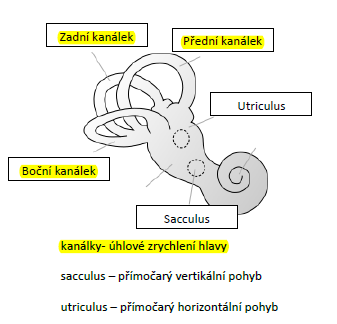 Zadní kanálek
Přední kanálek
Utriculus
Boční kanálek
Sacculus
kanálky- úhlové zrychlení hlavy
sacculus – přímočarý vertikální pohyb
utriculus – přímočarý horizontální pohyb